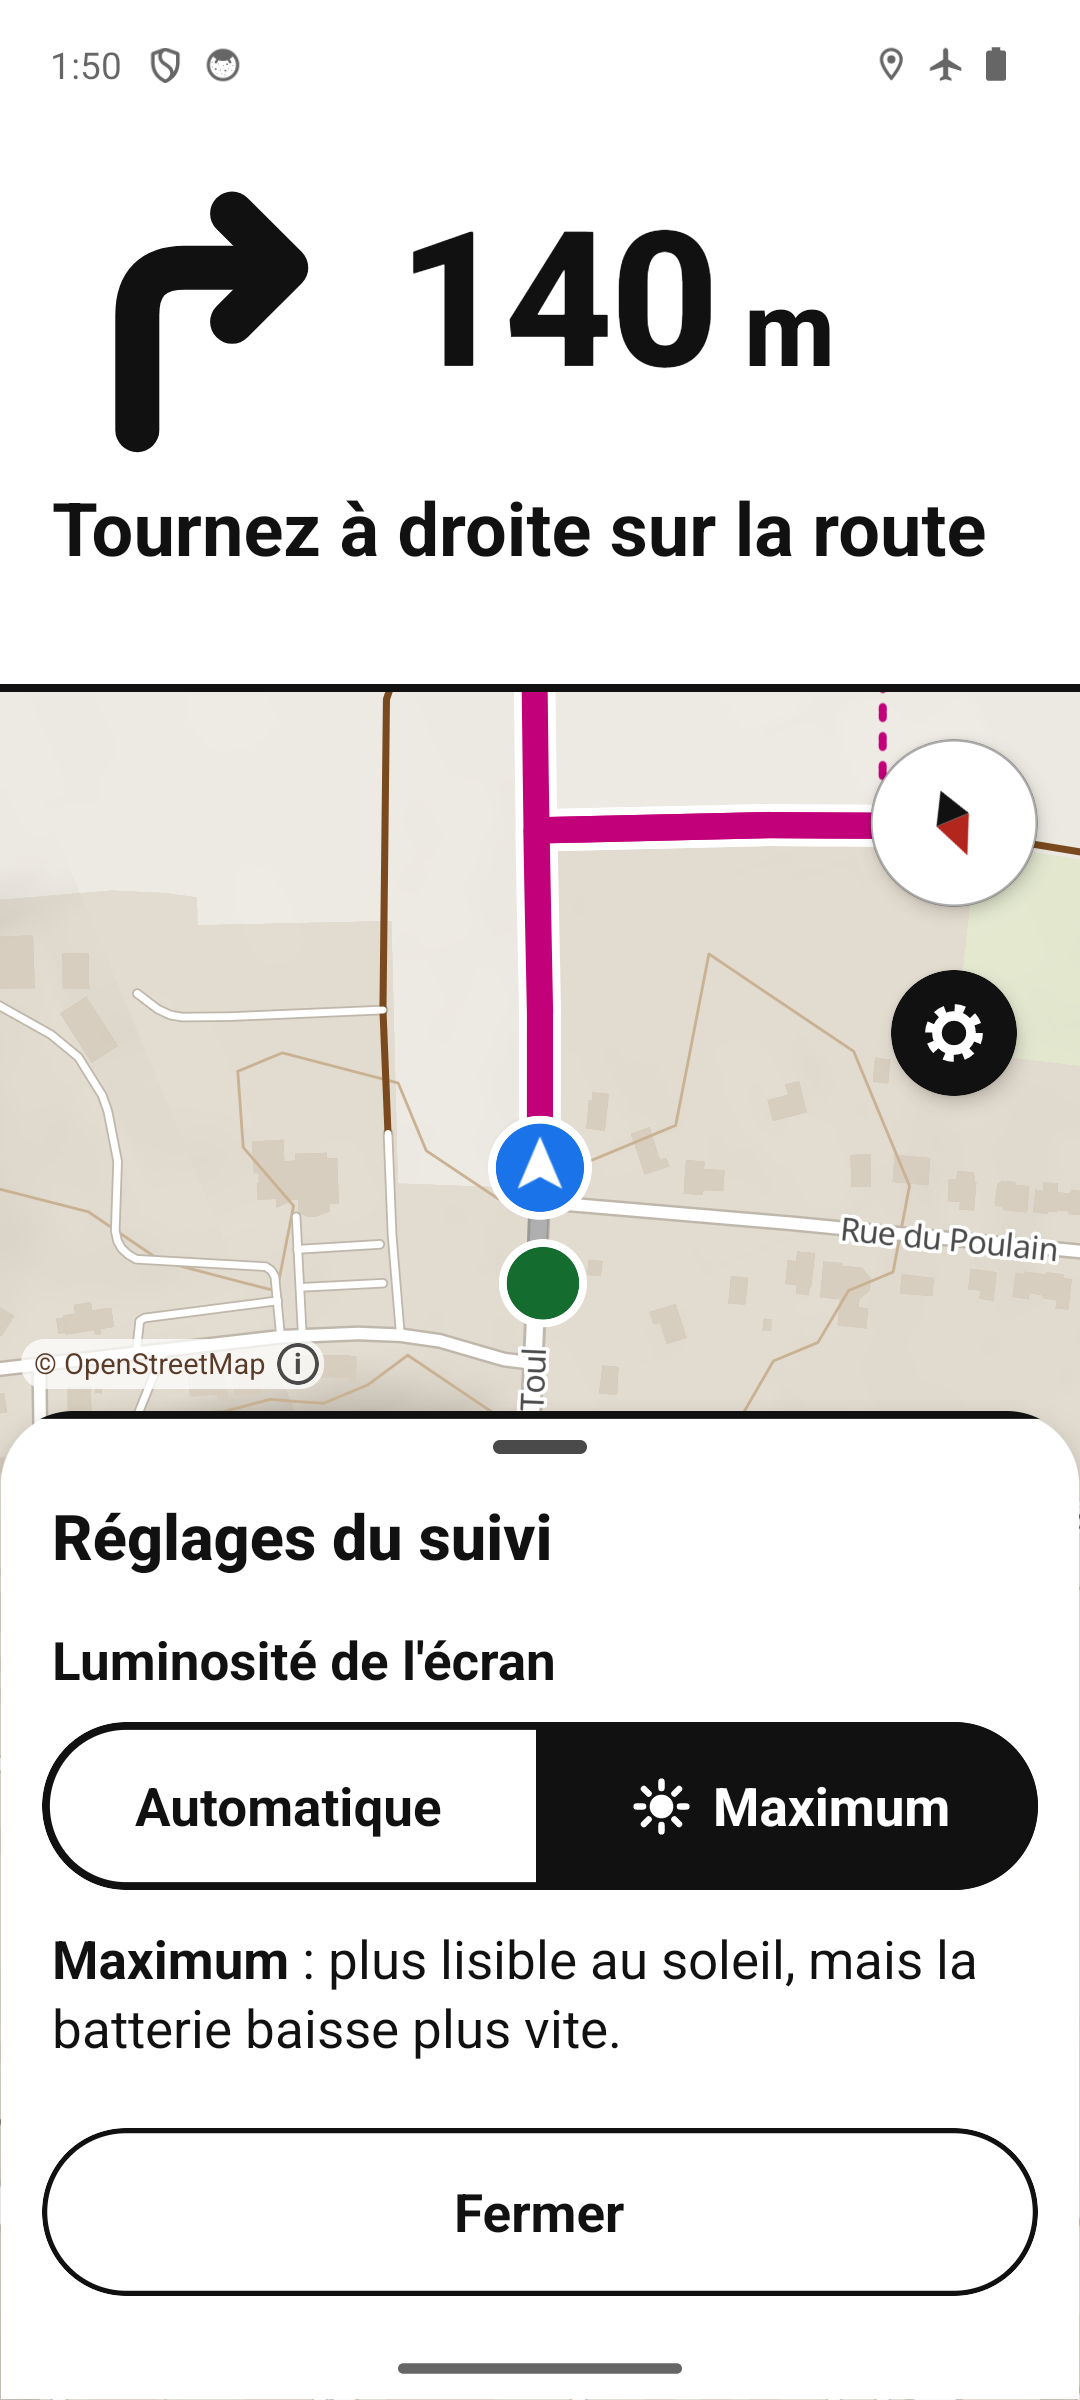 1:50
140 m
Tournez à droite sur la route
Rue du Poulain
Toul
© OpenStreetMap i
Réglages du suivi
Luminosité de l'écran
Automatique
Maximum
Maximum : plus lisible au soleil, mais la
batterie baisse plus vite.
Fermer